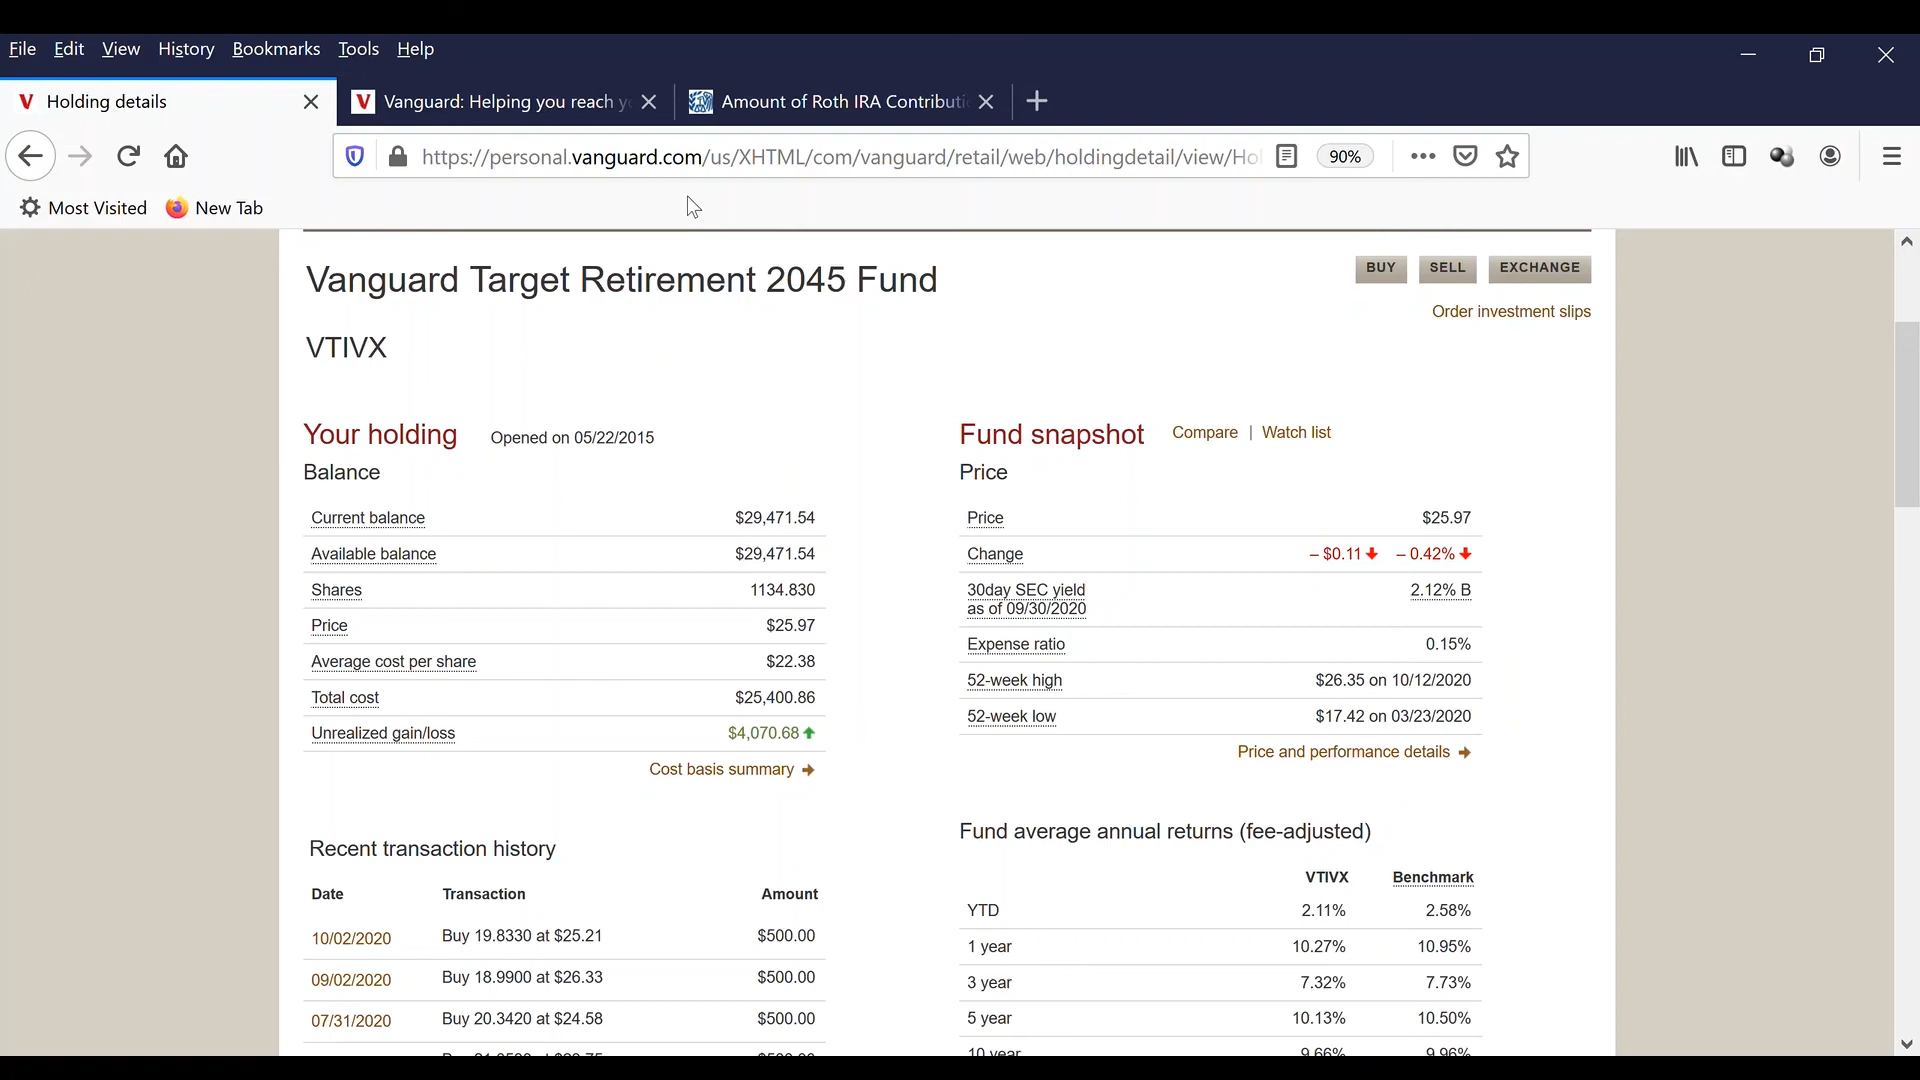 File Edit View History Bookmarks Tools Help
Holding details
Vanguard: Helping you reach y
Amount of Roth IRA Contributi
https://personal.vanguard.com/us/XHTML/com/vanguard/retail/web/holdingdetail/view/Hol
90%
Most Visited New Tab
Vanguard Target Retirement 2045 Fund
BUY SELL EXCHANGE
Order investment slips
VTIVX
Your holding Opened on 05/22/2015
Balance
Current balance $29,471.54
Available balance $29,471.54
Shares 1134.830
Price $25.97
Average cost per share $22.38
Total cost $25,400.86
Unrealized gain/loss $4,070.68
Cost basis summary
Recent transaction history
Date Transaction Amount
10/02/2020 Buy 19.8330 at $25.21 $500.00
09/02/2020 Buy 18.9900 at $26.33 $500.00
07/31/2020 Buy 20.3420 at $24.58 $500.00
Fund snapshot Compare | Watch list
Price
Price $25.97
Change – $0.11 – 0.42%
30day SEC yield 2.12% B
as of 09/30/2020
Expense ratio 0.15%
52-week high $26.35 on 10/12/2020
52-week low $17.42 on 03/23/2020
Price and performance details
Fund average annual returns (fee-adjusted)
VTIVX Benchmark
YTD 2.11% 2.58%
1 year 10.27% 10.95%
3 year 7.32% 7.73%
5 year 10.13% 10.50%
10 year 9.66% 9.96%